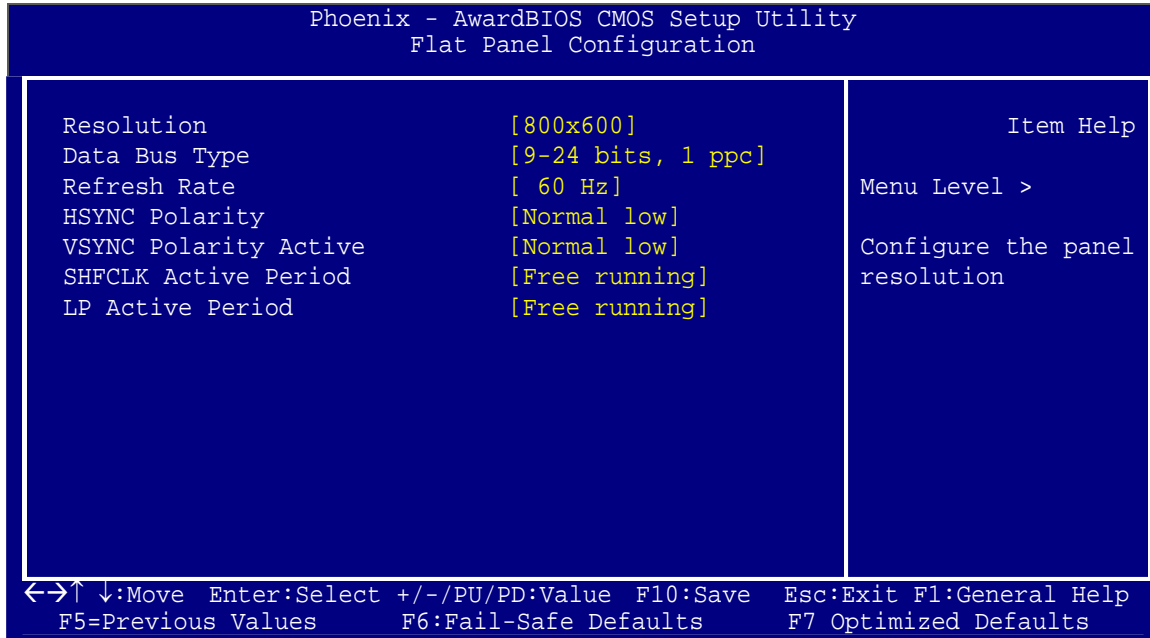 Phoenix - AwardBIOS CMOS Setup Utility
Flat Panel Configuration
Resolution [800x600]
Data Bus Type [9-24 bits, 1 ppc]
Refresh Rate [ 60 Hz]
HSYNC Polarity [Normal low]
VSYNC Polarity Active [Normal low]
SHFCLK Active Period [Free running]
LP Active Period [Free running]
Item Help
Menu Level >
Configure the panel
resolution
←→↑ ↓:Move Enter:Select +/-/PU/PD:Value F10:Save Esc:Exit F1:General Help
F5=Previous Values F6:Fail-Safe Defaults F7 Optimized Defaults